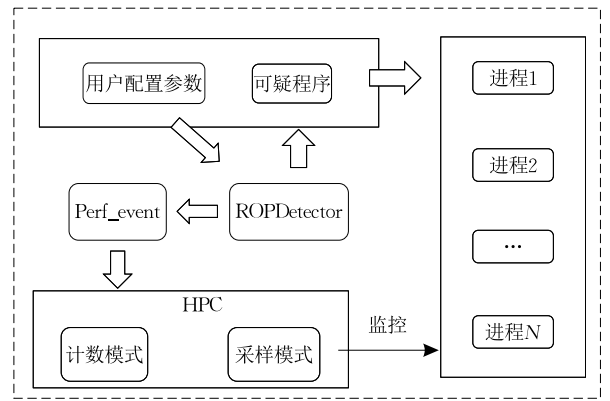 用户配置参数
可疑程序
进程1
进程2
Perf_event
ROPDetector
…
HPC
计数模式
采样模式
监控
进程N